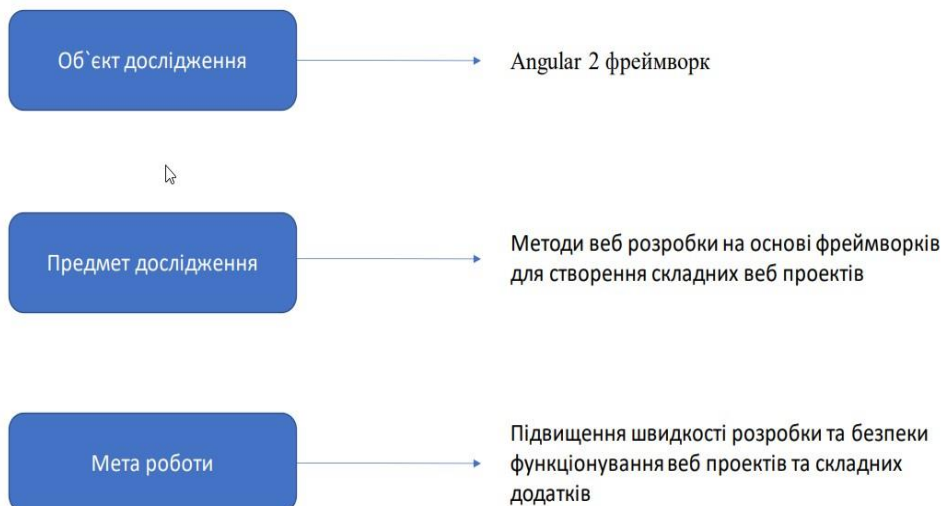 Об`єкт дослідження
Angular 2 фреймворк
Предмет дослідження
Методи веб розробки на основі фреймворків
для створення складних веб проектів
Мета роботи
Підвищення швидкості розробки та безпеки
функціонування веб проектів та складних
додатків